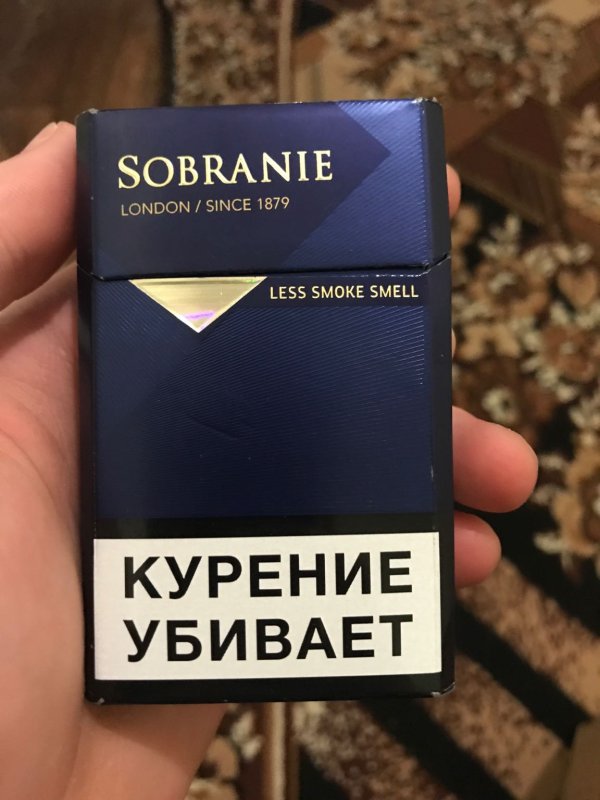 SOBRANIE
LONDON / SINCE 1879
LESS SMOKE SMELL
КУРЕНИЕ
УБИВАЕТ